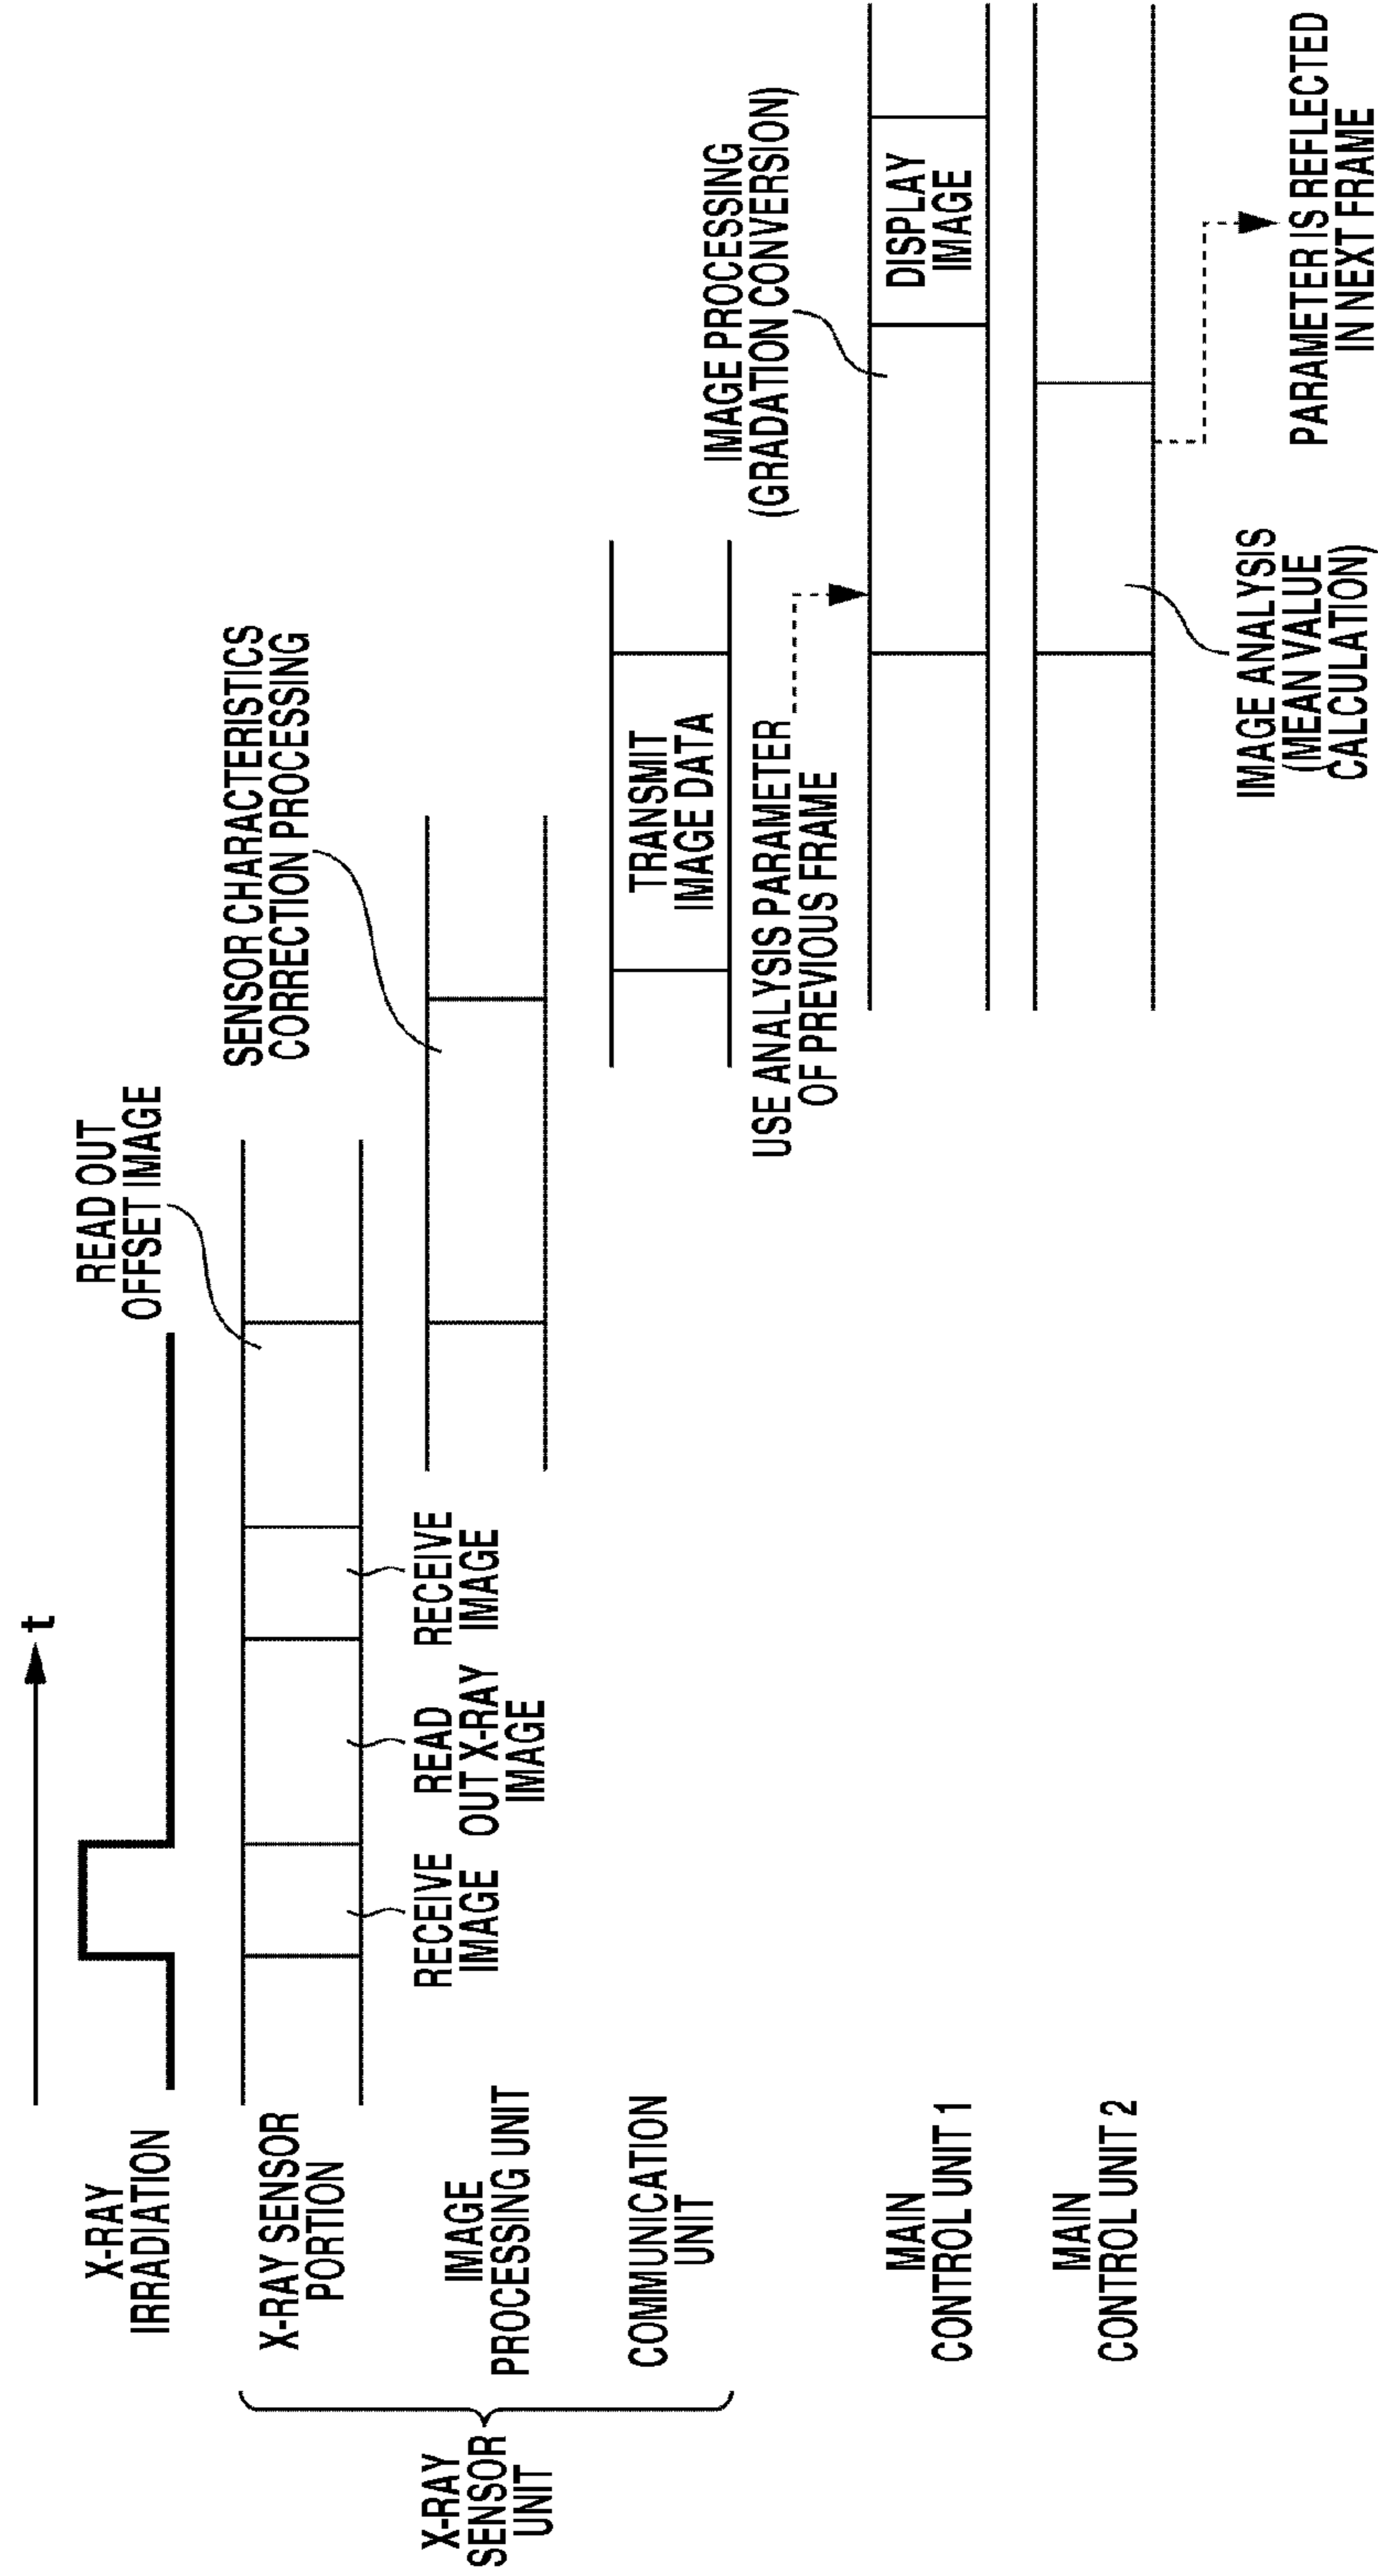 t
X-RAY
IRRADIATION
READ OUT
OFFSET IMAGE
X-RAY
SENSOR
UNIT
X-RAY SENSOR
PORTION
RECEIVE
IMAGE
READ
OUT X-RAY
IMAGE
RECEIVE
IMAGE
SENSOR CHARACTERISTICS
CORRECTION PROCESSING
IMAGE
PROCESSING UNIT
COMMUNICATION
UNIT
TRANSMIT
IMAGE DATA
USE ANALYSIS PARAMETER
OF PREVIOUS FRAME
IMAGE PROCESSING
(GRADATION CONVERSION)
MAIN
CONTROL UNIT 1
DISPLAY
IMAGE
MAIN
CONTROL UNIT 2
IMAGE ANALYSIS
(MEAN VALUE
CALCULATION)
PARAMETER IS REFLECTED
IN NEXT FRAME